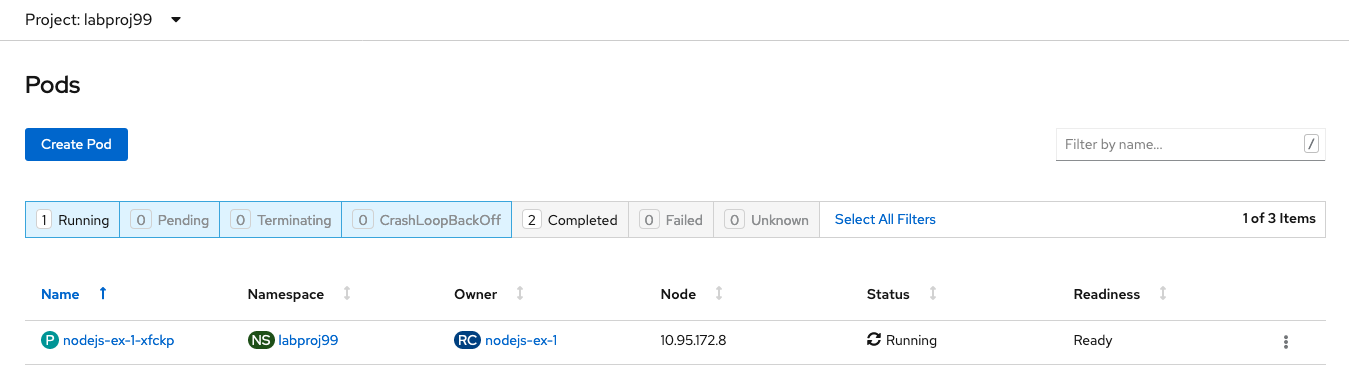 Project: labproj99
Pods
Create Pod
Filter by name...
/
1 Running 0 Pending 0 Terminating 0 CrashLoopBackOff 2 Completed 0 Failed 0 Unknown Select All Filters 1 of 3 Items
Name Namespace Owner Node Status Readiness
P nodejs-ex-1-xfckp NS labproj99 RC nodejs-ex-1 10.95.172.8 Running Ready